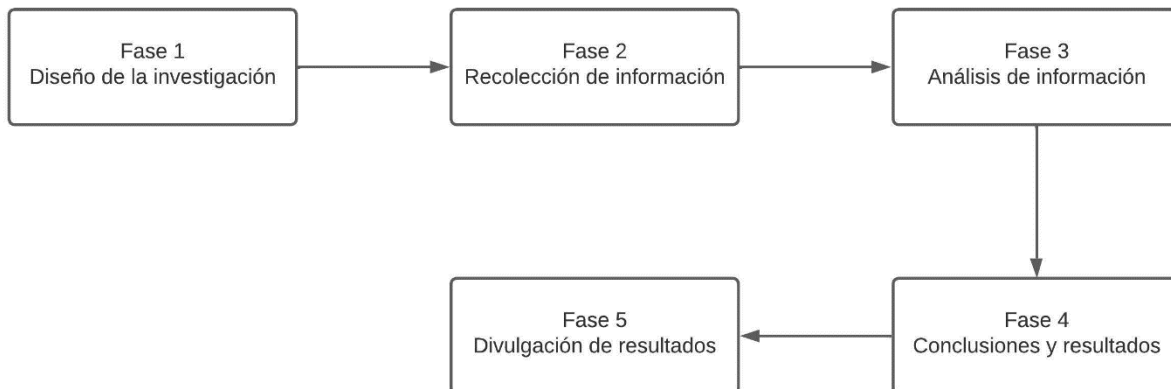 Fase 1
Diseño de la investigación
Fase 2
Recolección de información
Fase 3
Análisis de información
Fase 4
Conclusiones y resultados
Fase 5
Divulgación de resultados